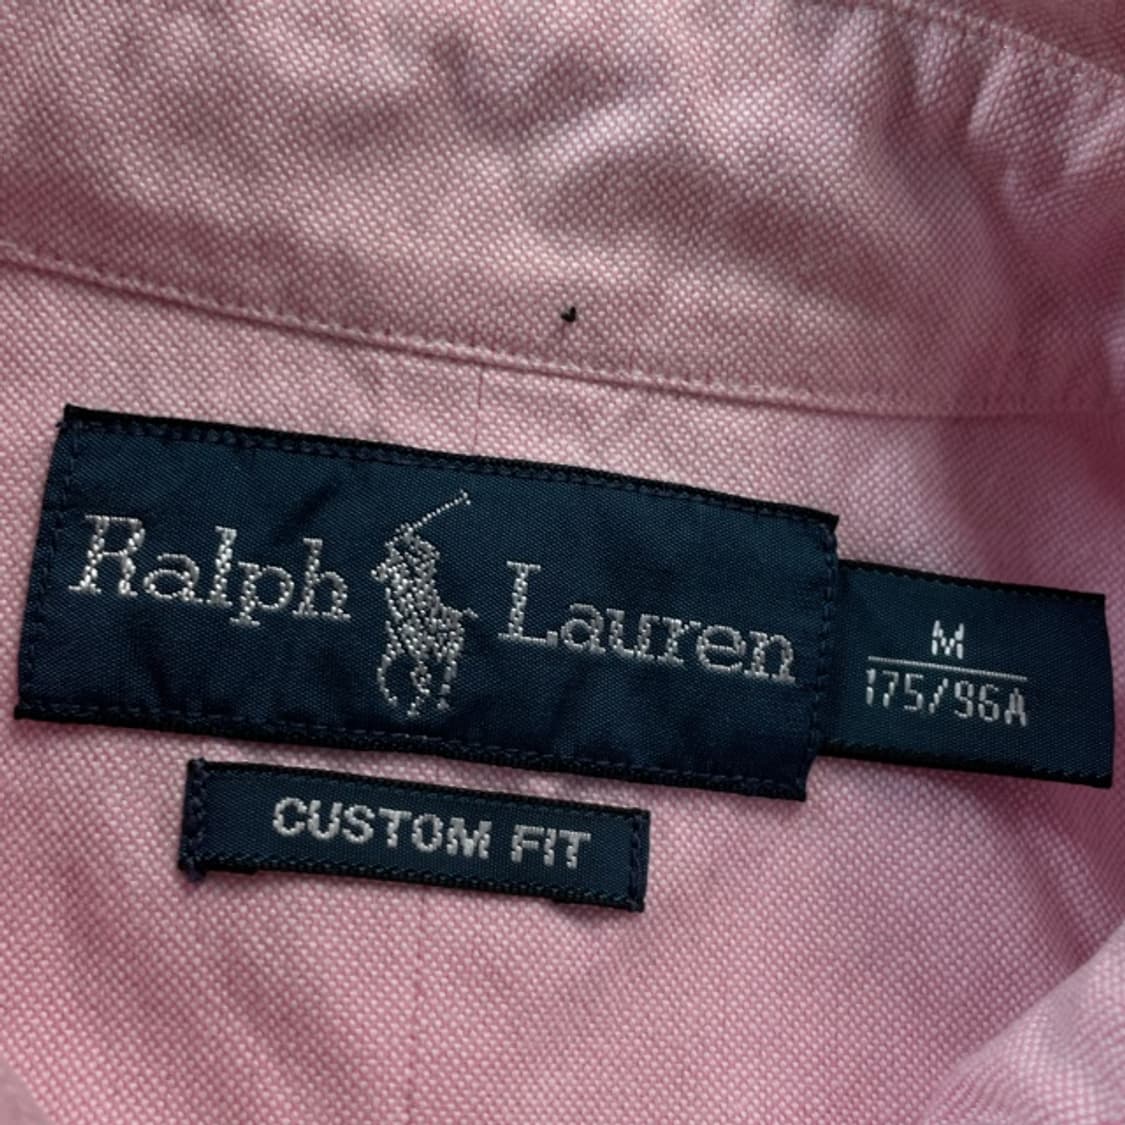 Ralph Lauren
M
175/96A
CUSTOM FIT